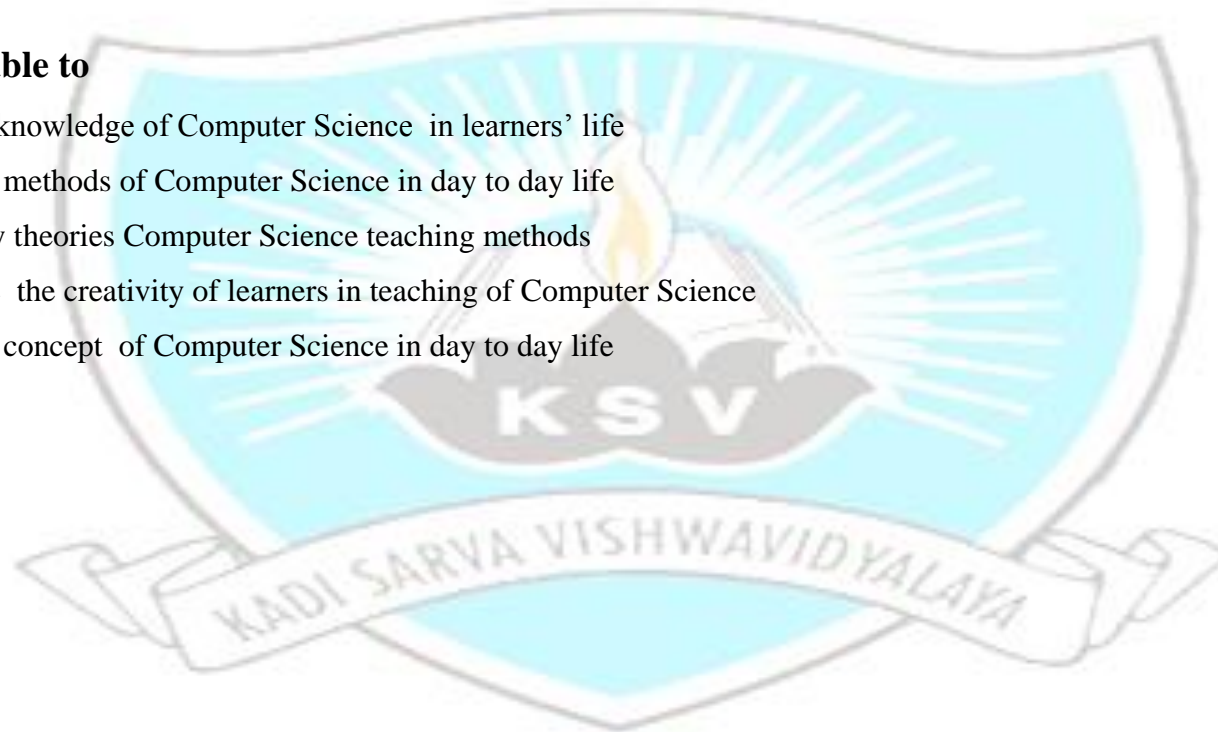 ble to
knowledge of Computer Science in learners’ life
methods of Computer Science in day to day life
theories Computer Science teaching methods
the creativity of learners in teaching of Computer Science
concept of Computer Science in day to day life
KSV
KADI SARVA VISHWAVIDYALAYA